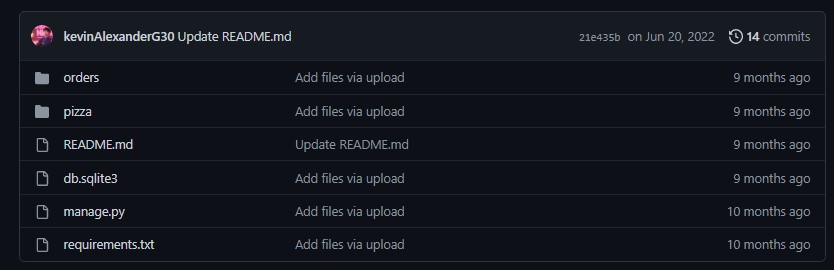 kevinAlexanderG30 Update README.md 21e435b on Jun 20, 2022 14 commits
orders Add files via upload 9 months ago
pizza Add files via upload 9 months ago
README.md Update README.md 9 months ago
db.sqlite3 Add files via upload 9 months ago
manage.py Add files via upload 10 months ago
requirements.txt Add files via upload 10 months ago